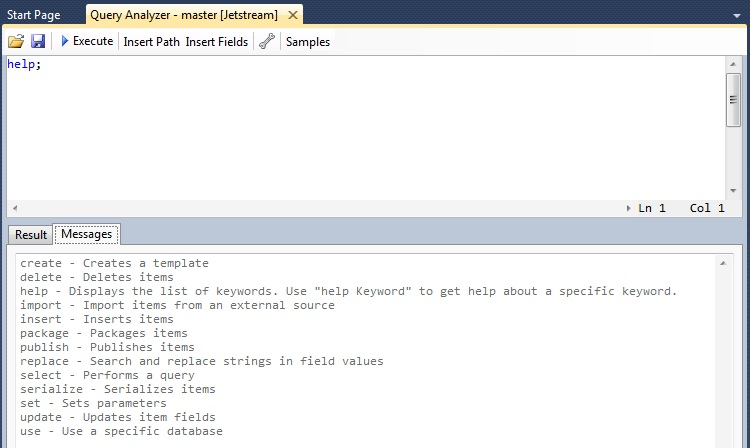 Start Page Query Analyzer - master [Jetstream]
Execute Insert Path Insert Fields Samples
help;
Ln 1 Col 1
Result Messages
create - Creates a template
delete - Deletes items
help - Displays the list of keywords. Use "help Keyword" to get help about a specific keyword.
import - Import items from an external source
insert - Inserts items
package - Packages items
publish - Publishes items
replace - Search and replace strings in field values
select - Performs a query
serialize - Serializes items
set - Sets parameters
update - Updates item fields
use - Use a specific database